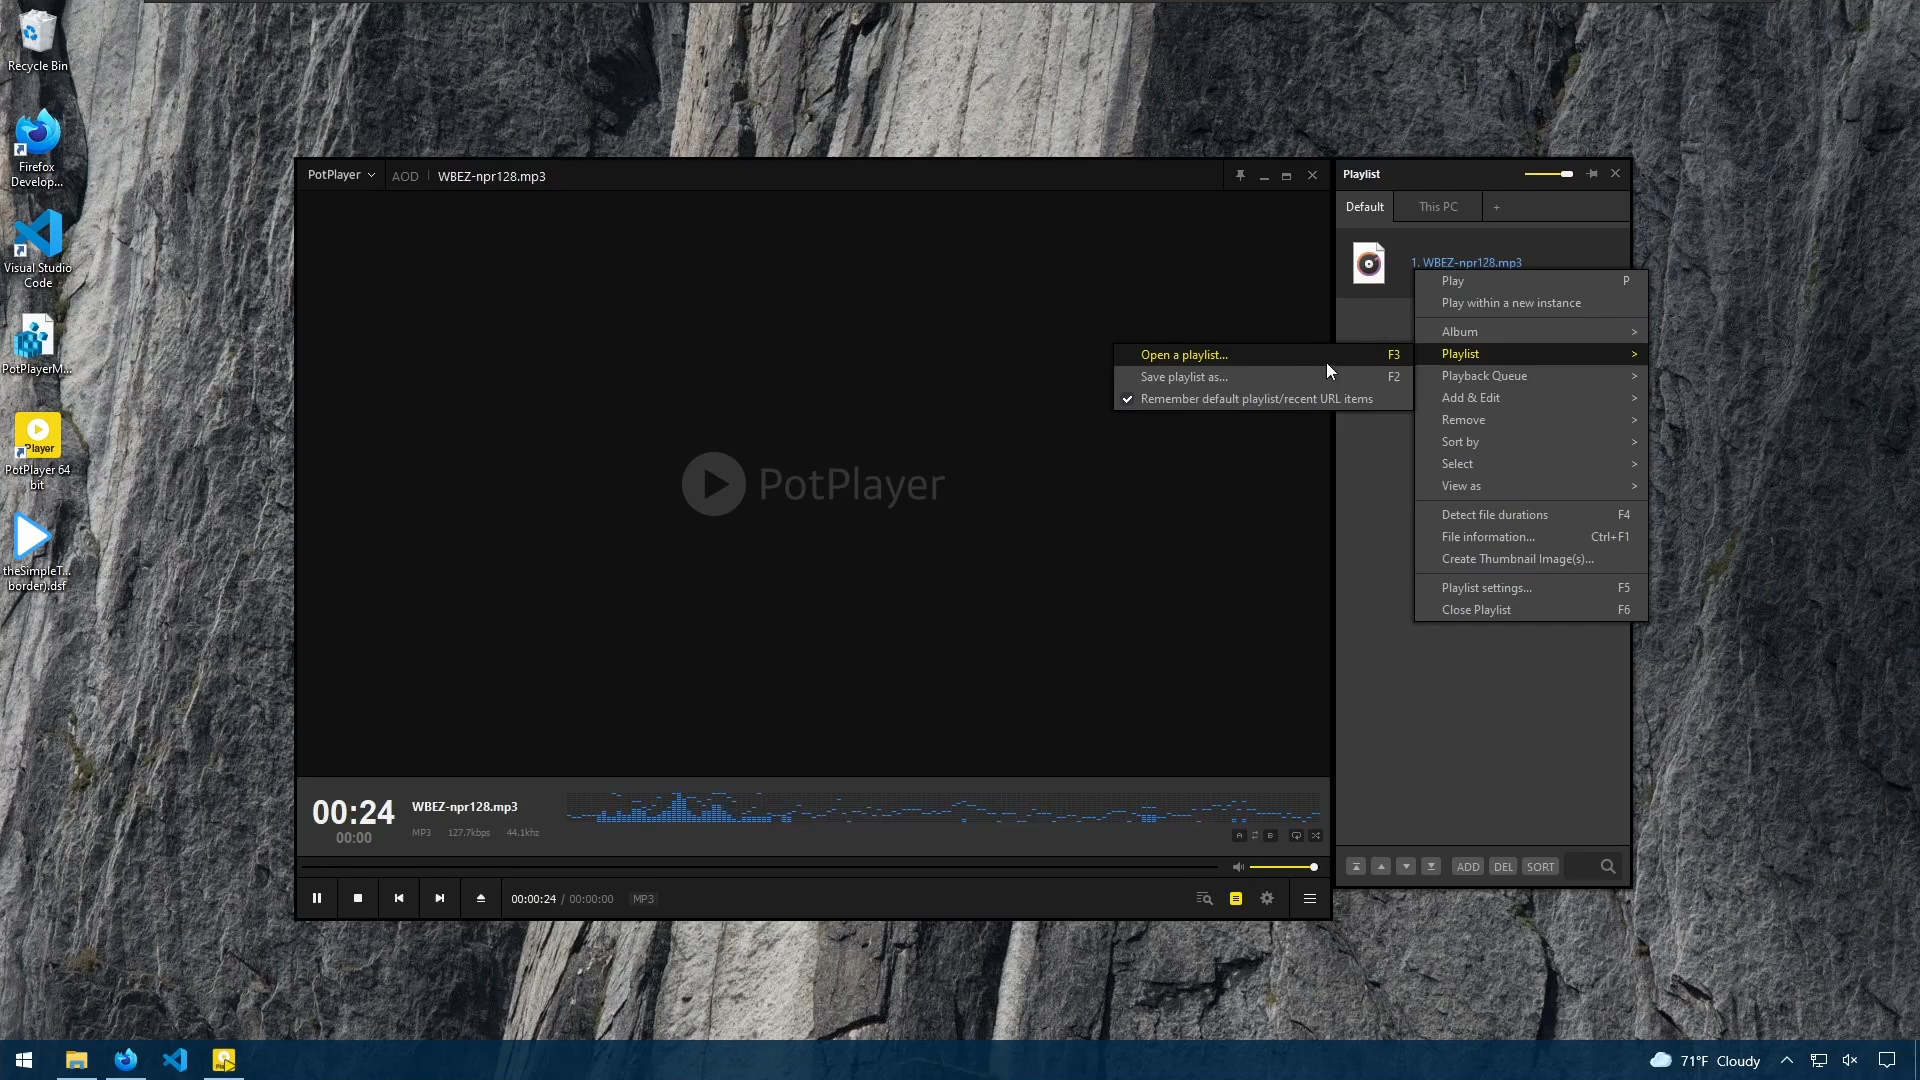 Recycle Bin
Firefox
Develop...
Visual Studio
Code
PotPlayerM...
Player
PotPlayer 64
bit
theSimpleT...
border).dsf
PotPlayer
AOD
WBEZ-npr128.mp3
PotPlayer
00:24
00:00
WBEZ-npr128.mp3
MP3 127.7kbps 44.1khz
A B
00:00:24 / 00:00:00 MP3
Playlist
Default
This PC
+
1. WBEZ-npr128.mp3
Play P
Play within a new instance
Album >
Playlist >
Playback Queue >
Add & Edit >
Remove >
Sort by >
Select >
View as >
Detect file durations F4
File information... Ctrl+F1
Create Thumbnail Image(s)...
Playlist settings... F5
Close Playlist F6
Open a playlist... F3
Save playlist as... F2
Remember default playlist/recent URL items
ADD
DEL
SORT
71°F Cloudy